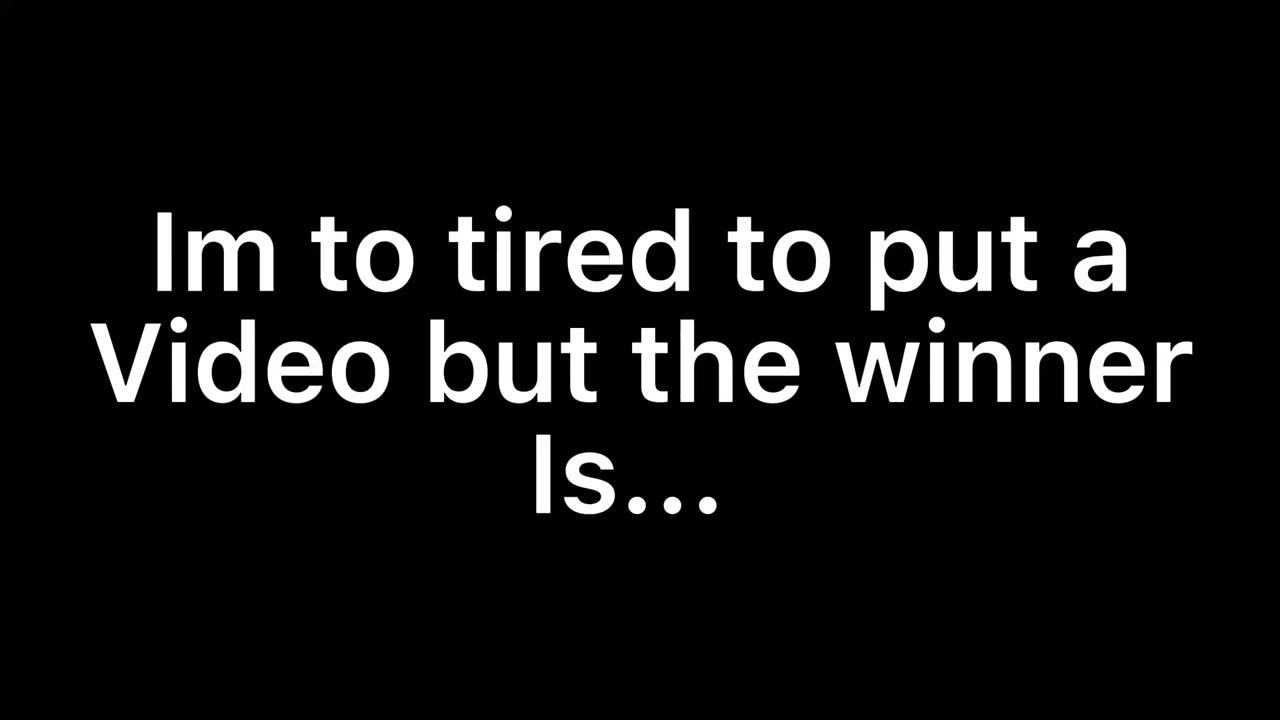 Im to tired to put a
Video but the winner
Is...